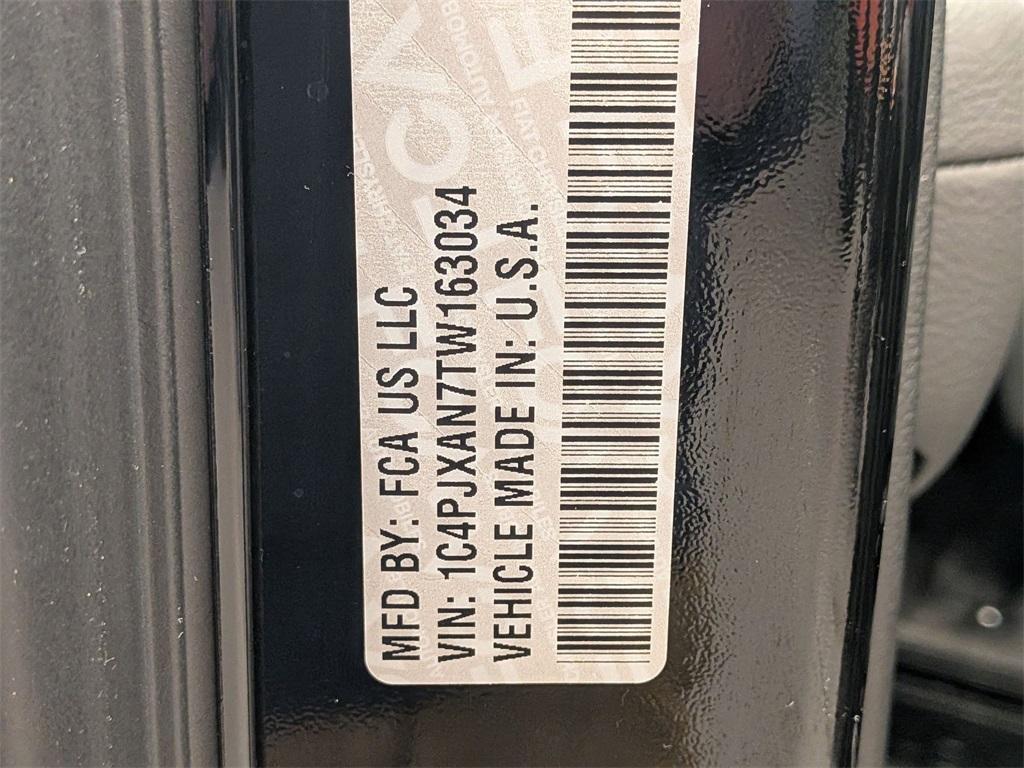 MFD BY: FCA US LLC
VIN: 1C4PJXAN7TW163034
VEHICLE MADE IN: U.S.A.